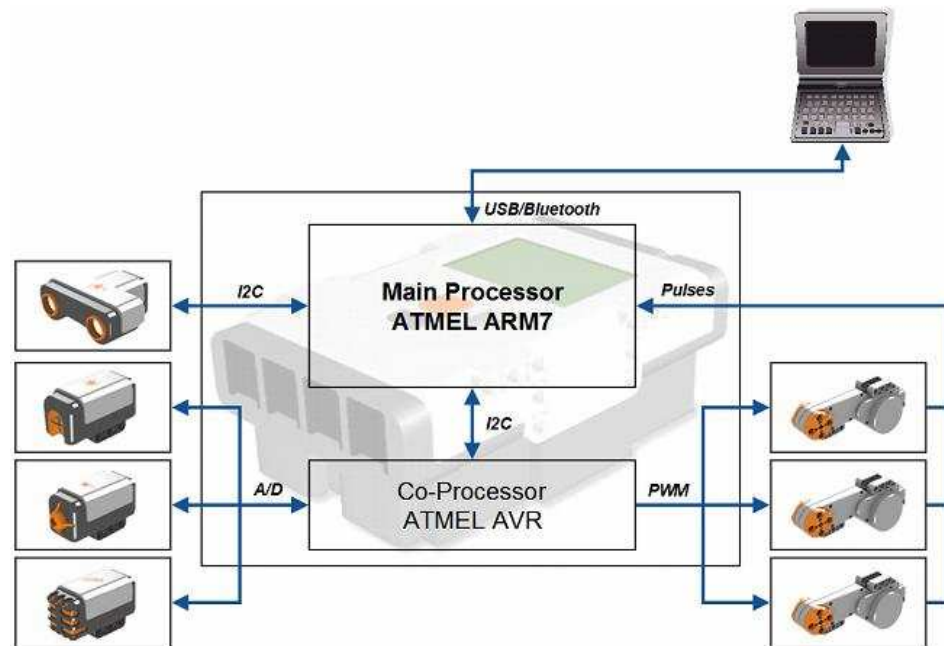 USB/Bluetooth
I2C
Main Processor
ATMEL ARM7
Pulses
I2C
A/D
Co-Processor
ATMEL AVR
PWM